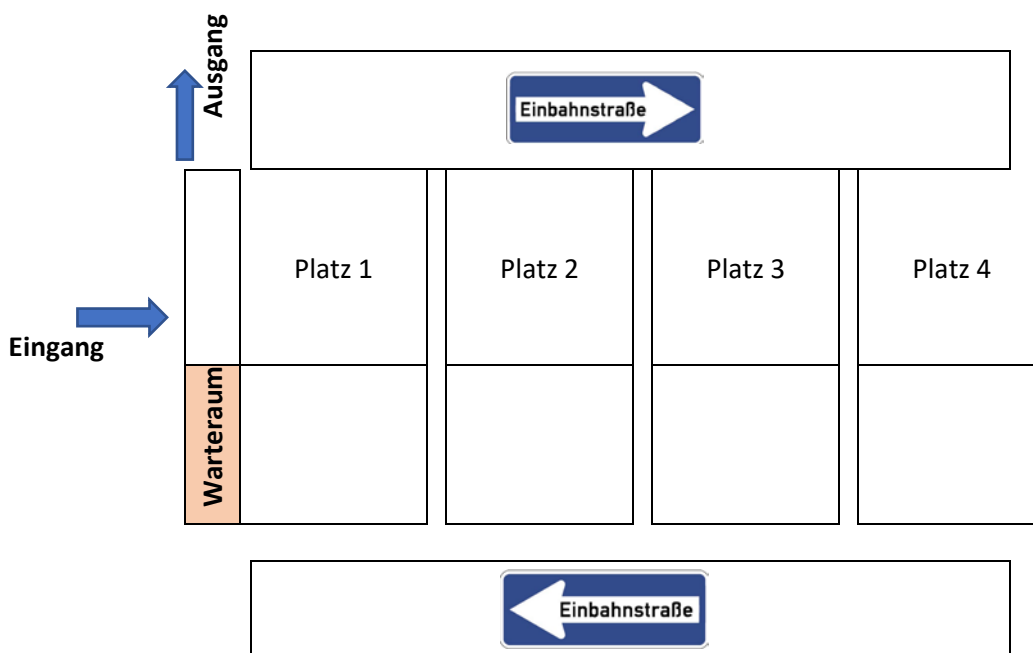 Ausgang
Einbahnstraße
Platz 1
Platz 2
Platz 3
Platz 4
Eingang
Warteraum
Einbahnstraße